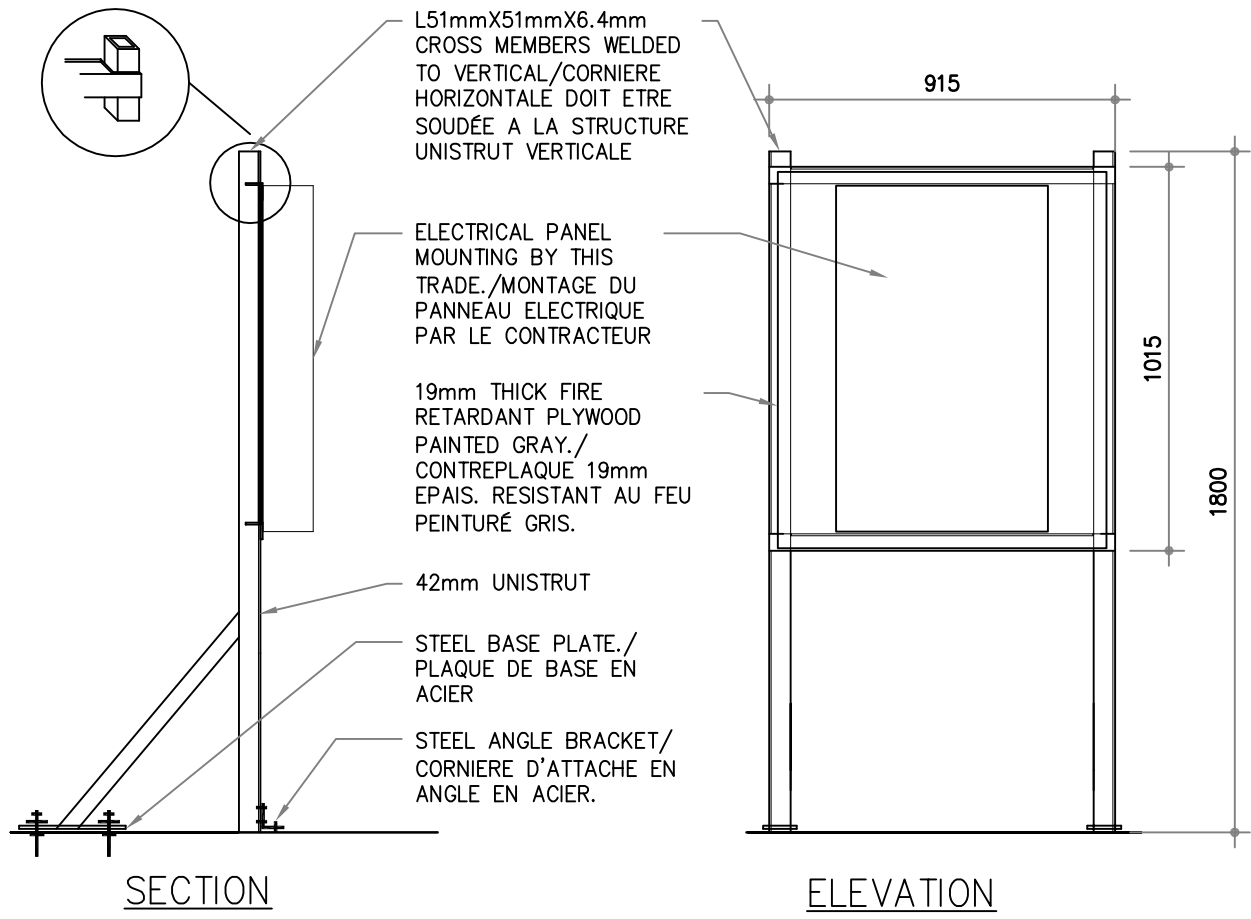 L51mmX51mmX6.4mm
CROSS MEMBERS WELDED
TO VERTICAL/CORNIERE
HORIZONTALE DOIT ETRE
SOUDÉE A LA STRUCTURE
UNISTRUT VERTICALE
ELECTRICAL PANEL
MOUNTING BY THIS
TRADE./MONTAGE DU
PANNEAU ELECTRIQUE
PAR LE CONTRACTEUR
19mm THICK FIRE
RETARDANT PLYWOOD
PAINTED GRAY./
CONTREPLAQUE 19mm
EPAIS. RESISTANT AU FEU
PEINTURÉ GRIS.
42mm UNISTRUT
STEEL BASE PLATE./
PLAQUE DE BASE EN
ACIER
STEEL ANGLE BRACKET/
CORNIERE D'ATTACHE EN
ANGLE EN ACIER.
915
1015
1800
SECTION
ELEVATION